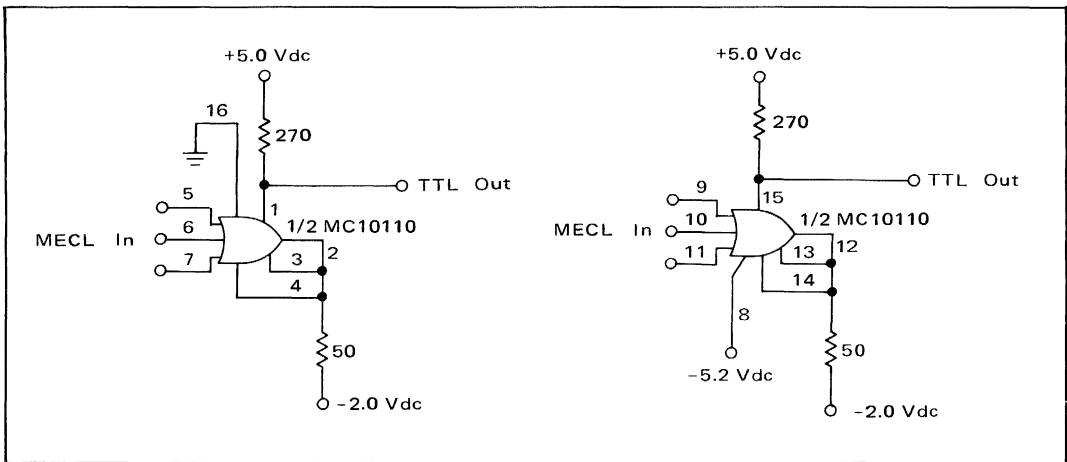 +5.0 Vdc
16
270
TTL Out
5
1
1/2 MC10110
MECL In
6
2
7
3
4
50
-2.0 Vdc
+5.0 Vdc
270
TTL Out
9
15
1/2 MC10110
MECL In
10
12
11
13
14
8
50
-5.2 Vdc
-2.0 Vdc